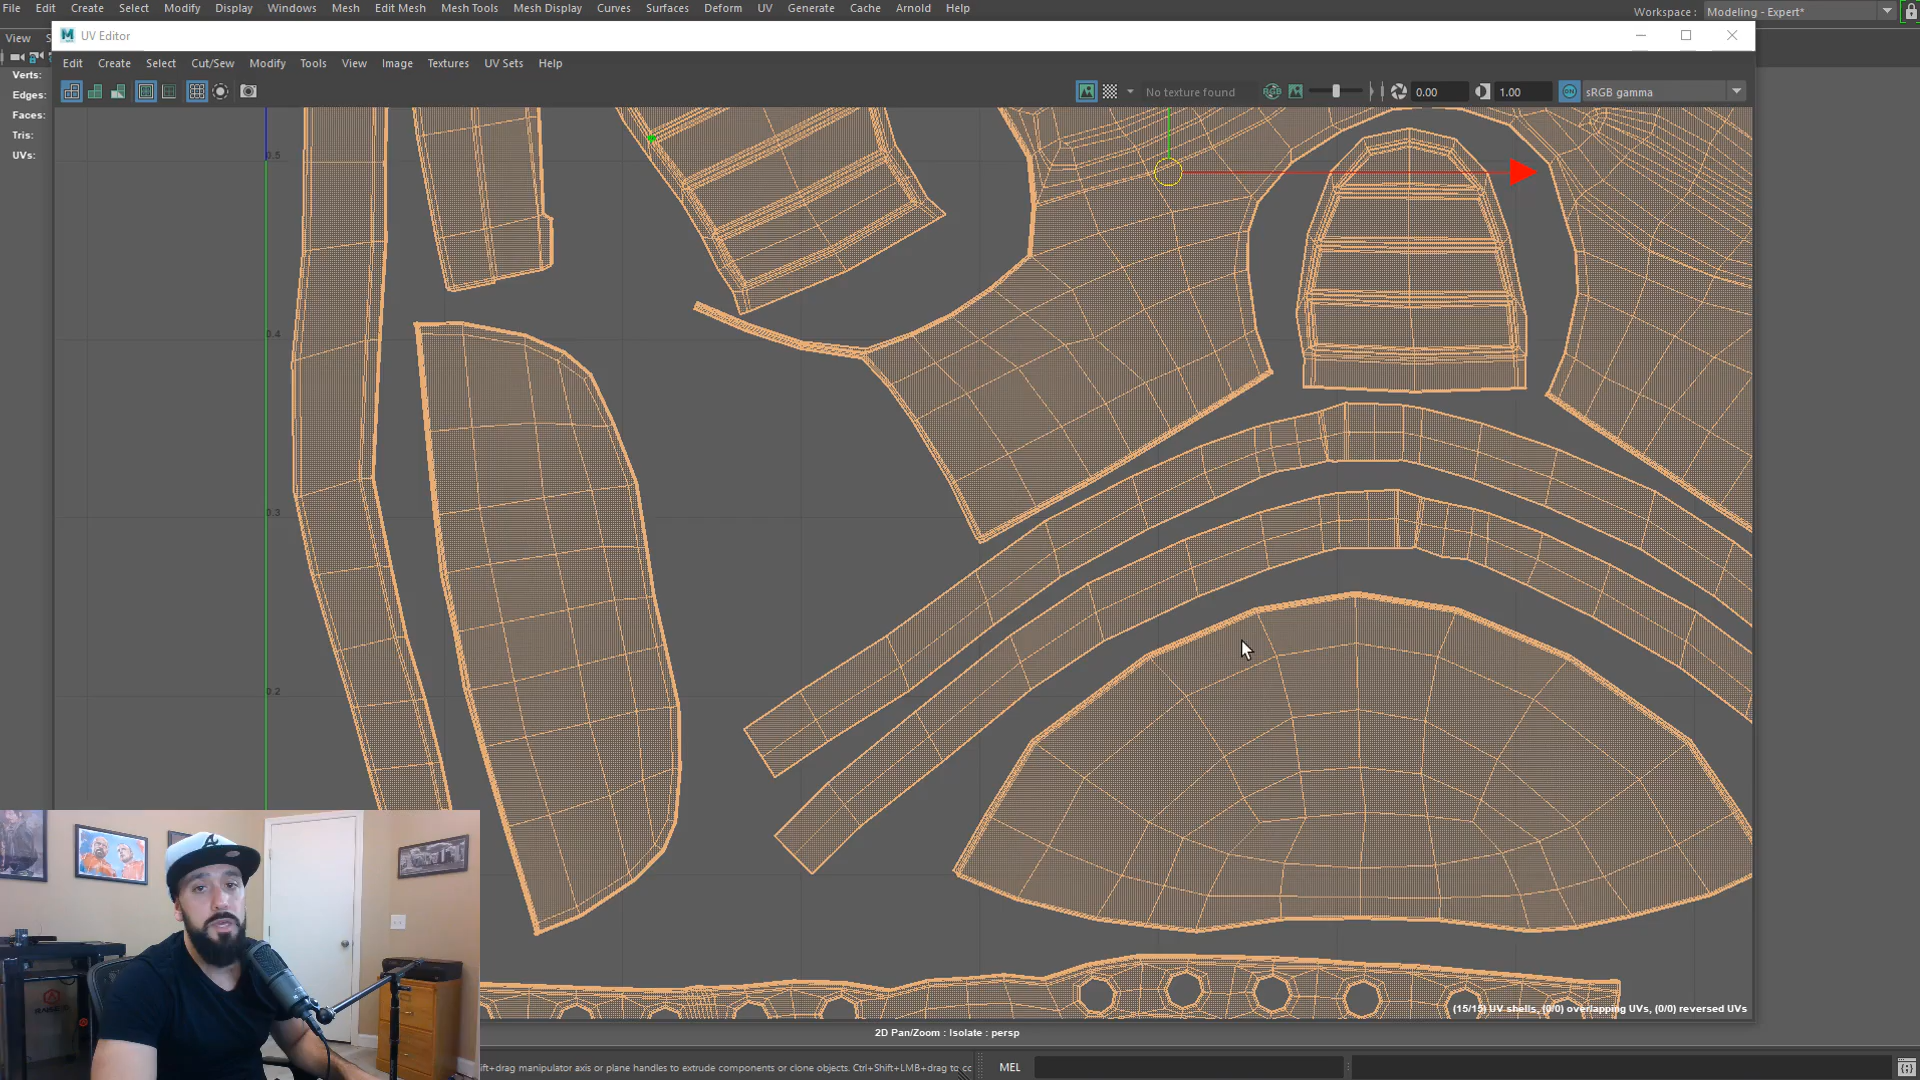 File Edit Create Select Modify Display Windows Mesh Edit Mesh Mesh Tools Mesh Display Curves Surfaces Deform UV Generate Cache Arnold Help
Workspace : Modeling - Expert*
View S
UV Editor
Edit Create Select Cut/Sew Modify Tools View Image Textures UV Sets Help
No texture found 0.00 1.00 ON sRGB gamma
Verts:
Edges:
Faces:
Tris:
UVs:
0.5
0.4
0.3
0.2
(15/15) UV shells, (0/0) overlapping UVs, (0/0) reversed UVs
2D Pan/Zoom : Isolate : persp
ift+drag manipulator axis or plane handles to extrude components or clone objects. Ctrl+Shift+LMB+drag to cc
MEL